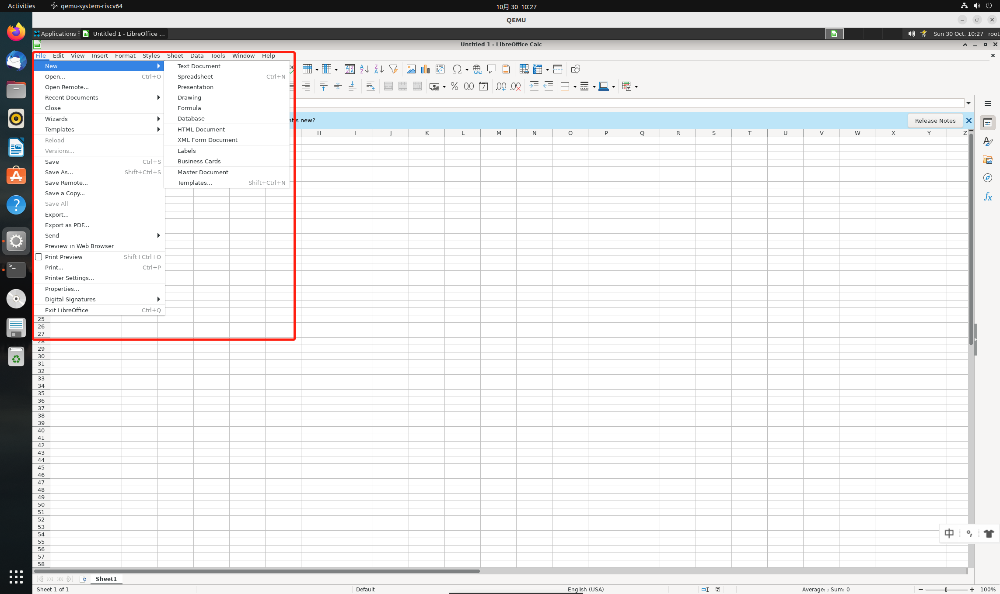 Activities qemu-system-riscv64 10月 30 10:27
QEMU
Applications Untitled 1 - LibreOffice ... Sun 30 Oct, 10:27 root
Untitled 1 - LibreOffice Calc
File Edit View Insert Format Styles Sheet Data Tools Window Help
New
Open... Ctrl+O
Open Remote...
Recent Documents
Close
Wizards
Templates
Reload
Versions...
Save Ctrl+S
Save As... Shift+Ctrl+S
Save Remote...
Save a Copy...
Save All
Export...
Export as PDF...
Send
Preview in Web Browser
Print Preview Shift+Ctrl+O
Print... Ctrl+P
Printer Settings...
Properties...
Digital Signatures
Exit LibreOffice Ctrl+Q
Text Document
Spreadsheet Ctrl+N
Presentation
Drawing
Formula
Database
HTML Document
XML Form Document
Labels
Business Cards
Master Document
Templates... Shift+Ctrl+N
new? Release Notes
H I J K L M N O P Q R S T U V W X Y Z
25
26
27
28
29
30
31
32
33
34
35
36
37
38
39
40
41
42
43
44
45
46
47
48
49
50
51
52
53
54
55
56
57
58
中
Sheet1
Sheet 1 of 1 Default English (USA) Average: ; Sum: 0 100%